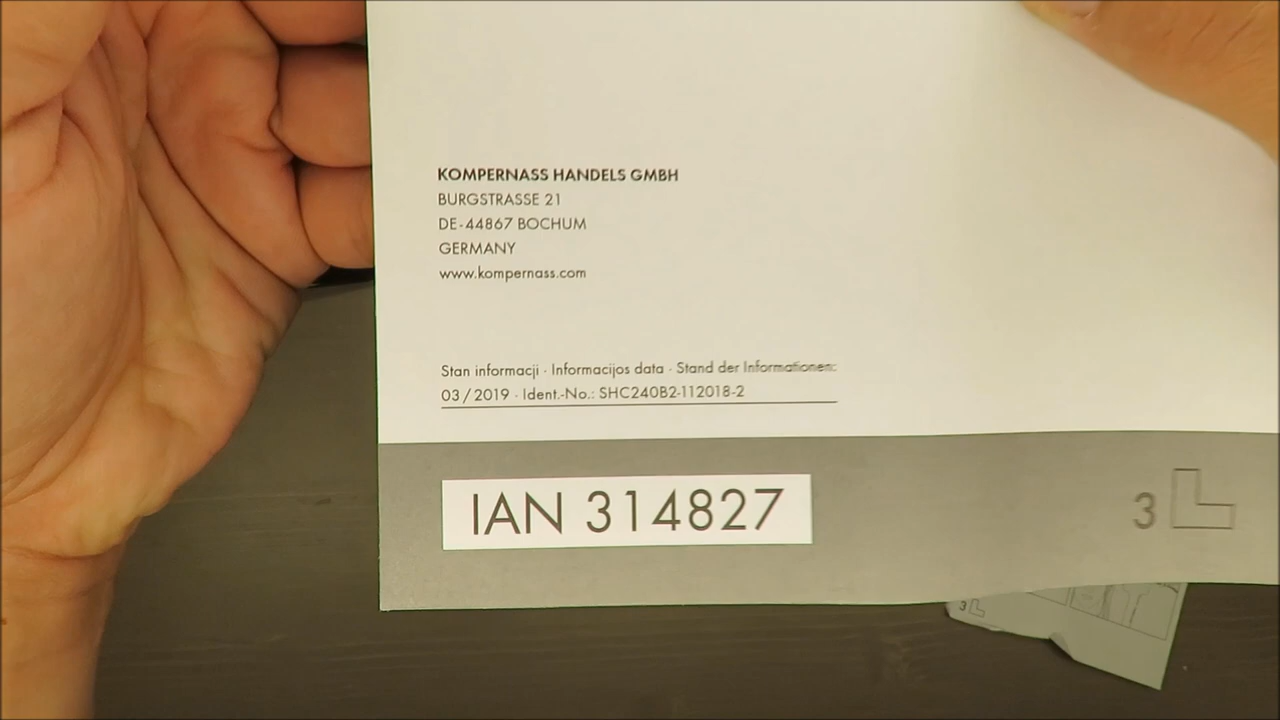 KOMPERNASS HANDELS GMBH
BURGSTRASSE 21
DE-44867 BOCHUM
GERMANY
www.kompernass.com
Stan informacji · Informacijos data · Stand der Informationen:
03 / 2019 · Ident.-No.: SHC240B2-112018-2
IAN 314827
3
3